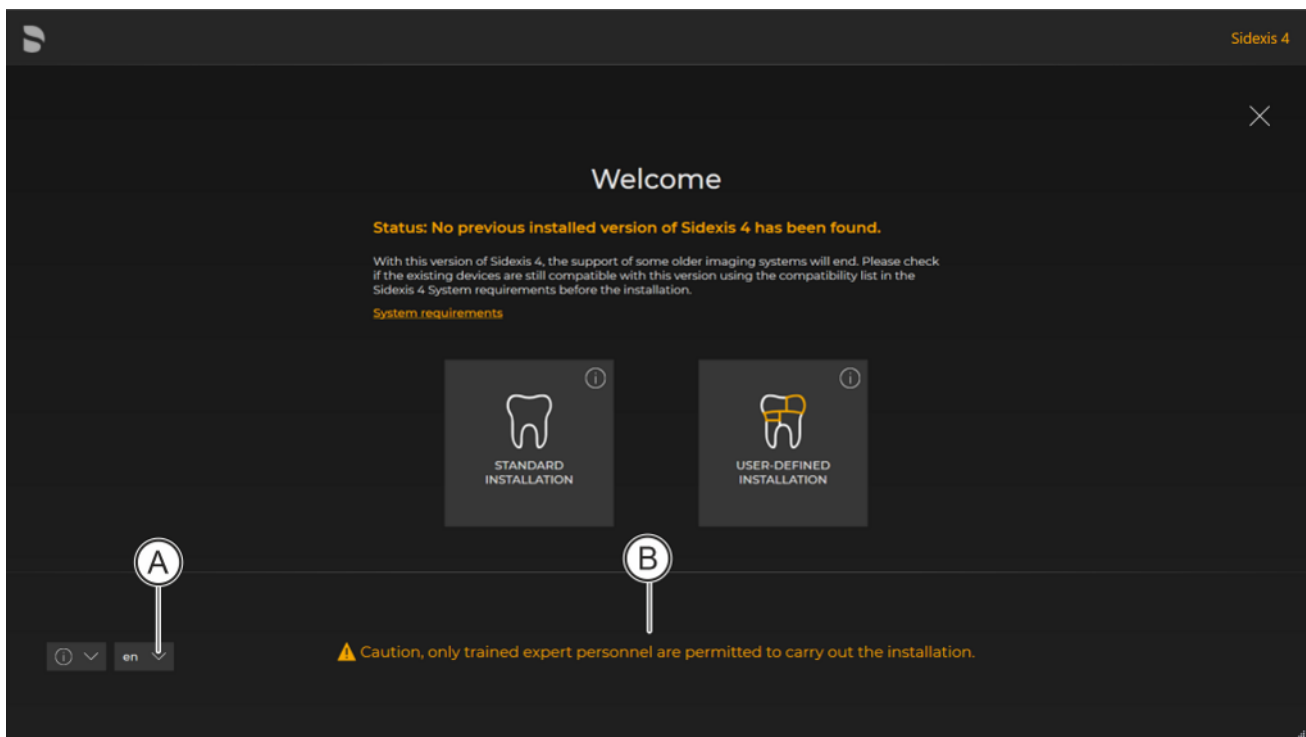 Sidexis 4
Welcome
Status: No previous installed version of Sidexis 4 has been found.
With this version of Sidexis 4, the support of some older imaging systems will end. Please check
if the existing devices are still compatible with this version using the compatibility list in the
Sidexis 4 System requirements before the installation.
System requirements
STANDARD
INSTALLATION
USER-DEFINED
INSTALLATION
A
B
en
Caution, only trained expert personnel are permitted to carry out the installation.